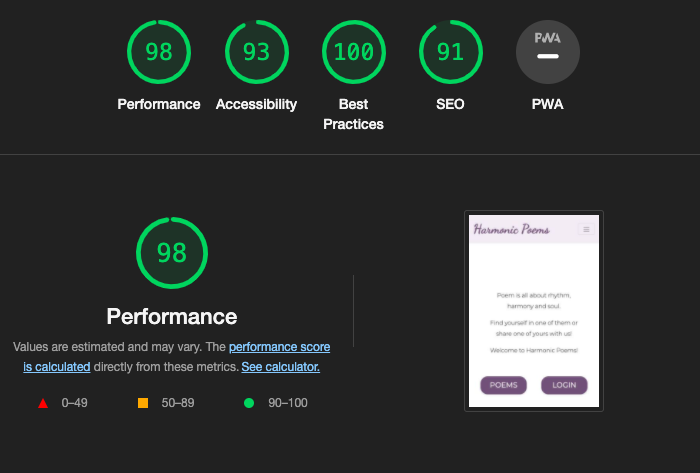 98 93 100 91 PWA
Performance Accessibility Best Practices SEO PWA
98
Performance
Values are estimated and may vary. The performance score
is calculated directly from these metrics. See calculator.
0–49 50–89 90–100
Harmonic Poems
Poem is all about rhythm,
harmony and soul.
Find yourself in one of them or
share one of yours with us!
Welcome to Harmonic Poems!
POEMS LOGIN